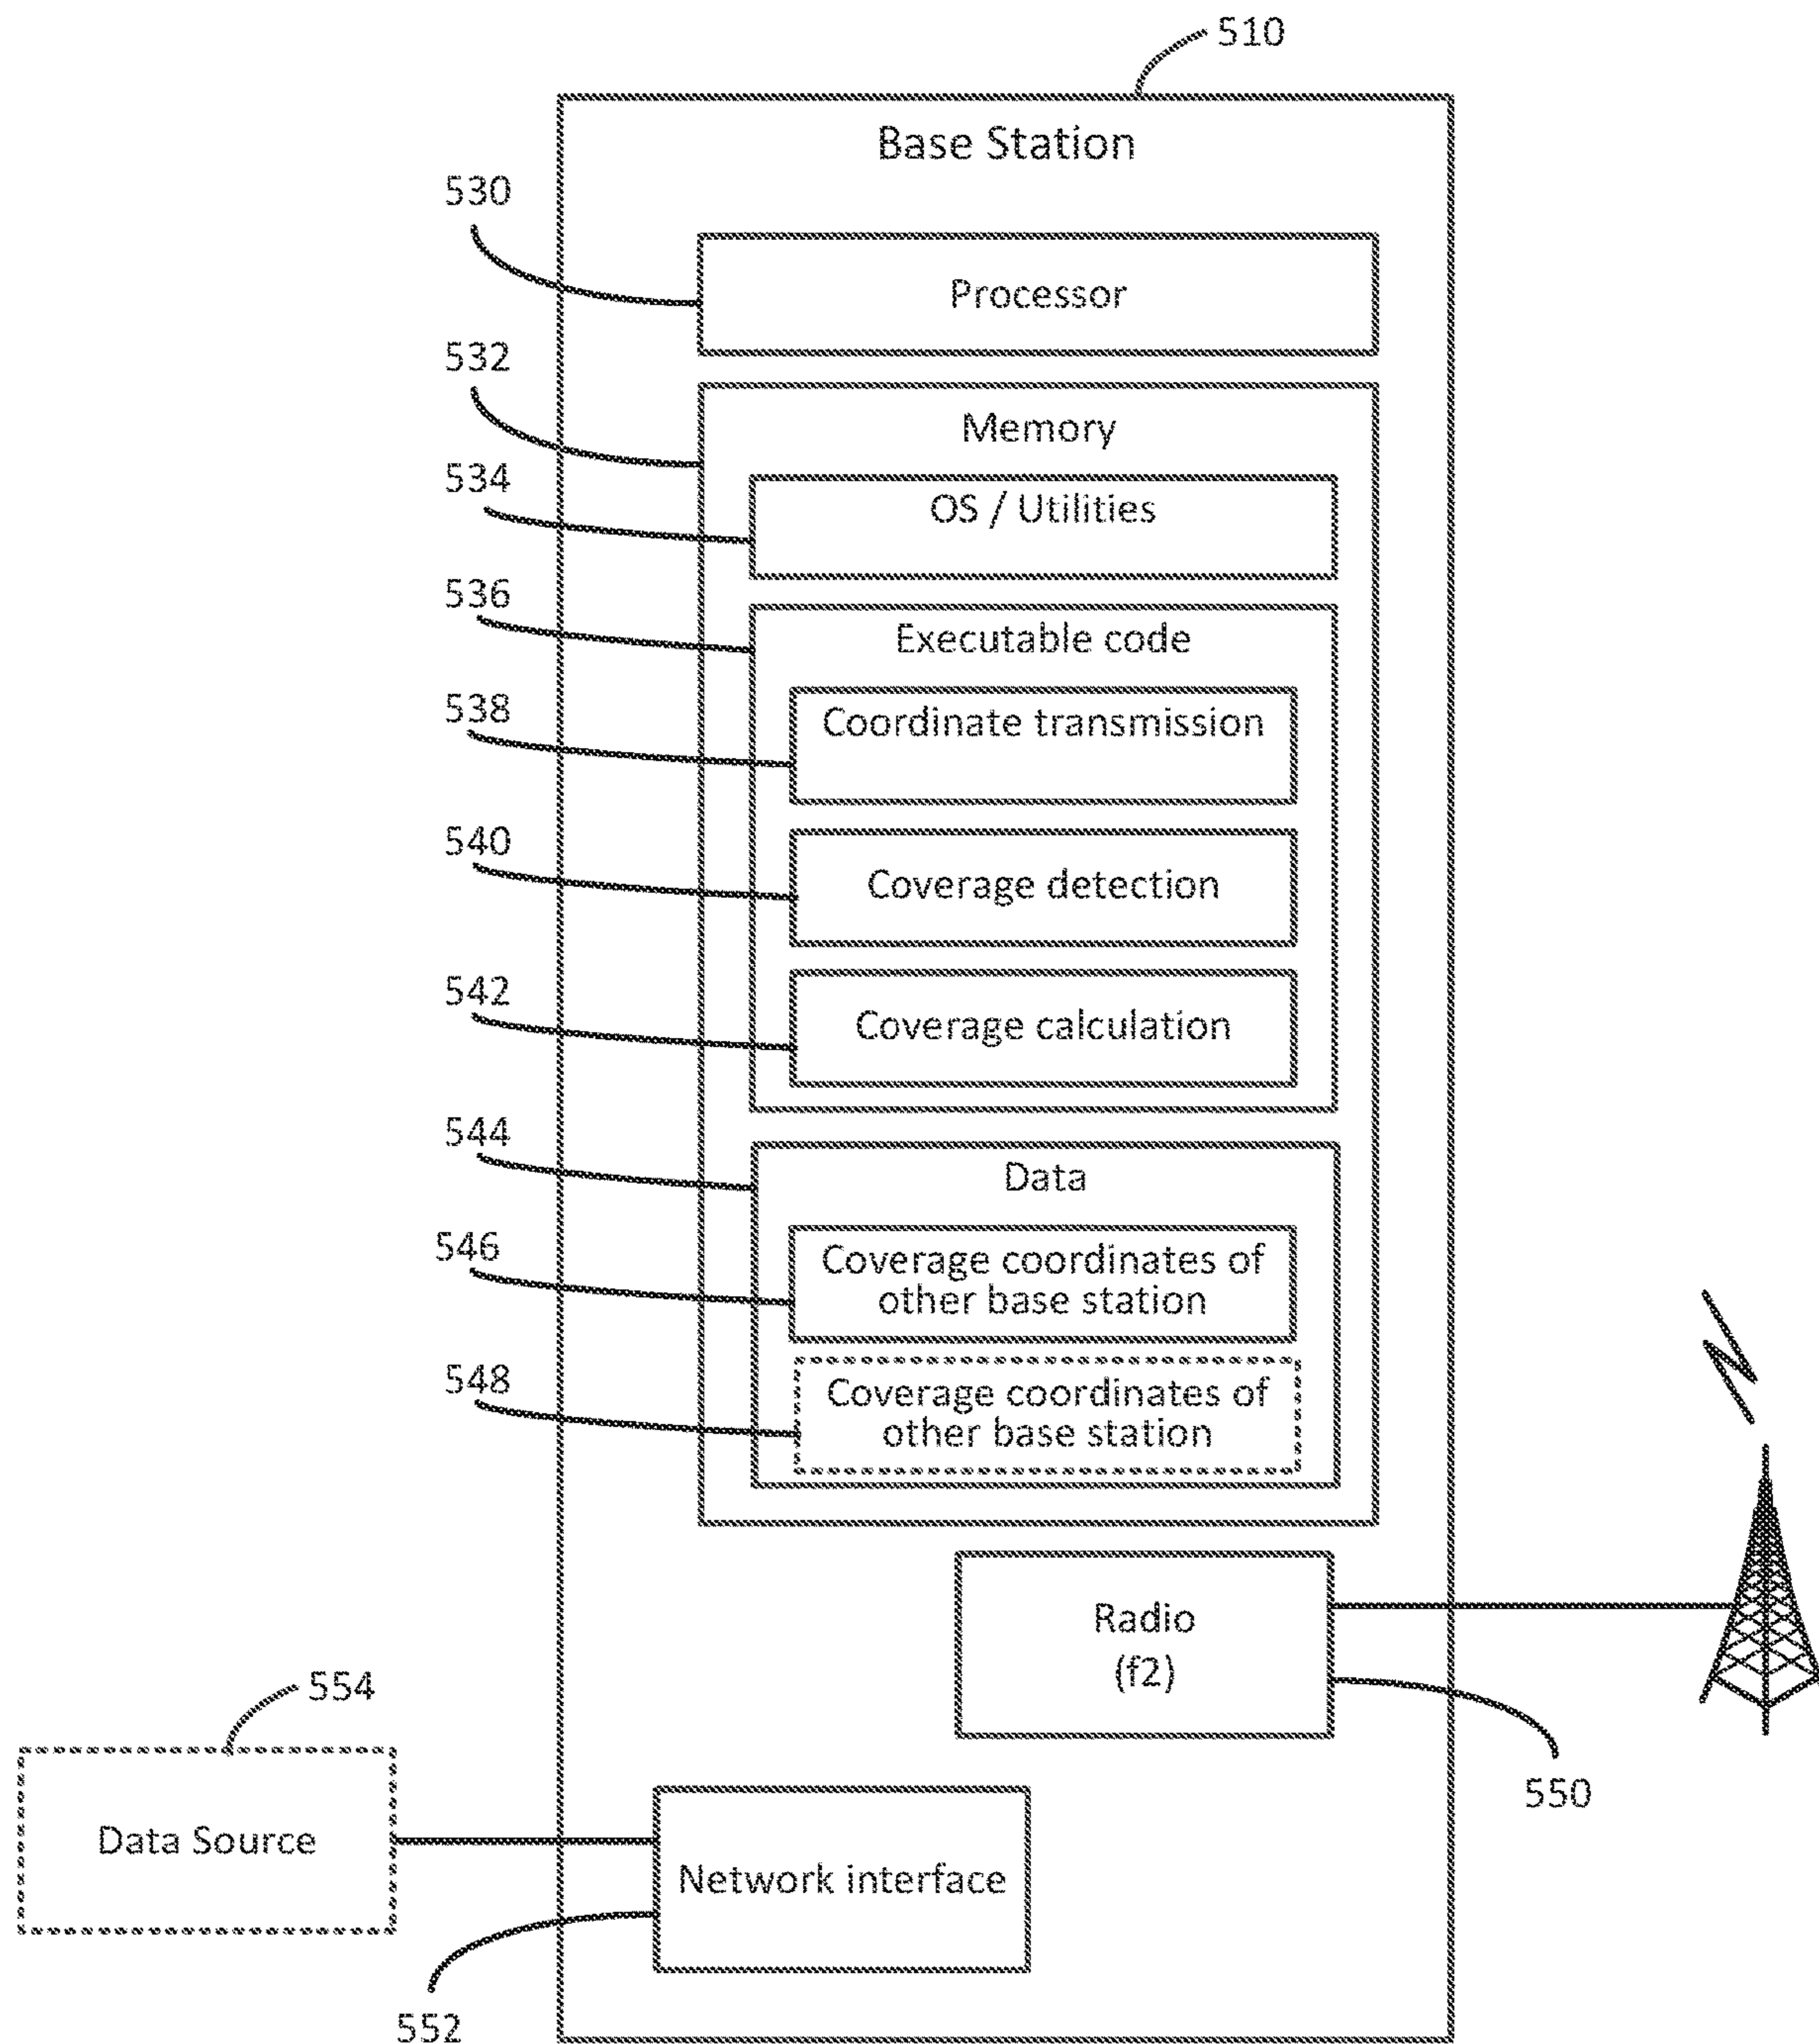 510
Base Station
530
Processor
532
Memory
534
OS / Utilities
536
Executable code
538
Coordinate transmission
540
Coverage detection
542
Coverage calculation
544
Data
546
Coverage coordinates of
other base station
548
Coverage coordinates of
other base station
Radio
(f2)
550
554
Data Source
Network interface
552